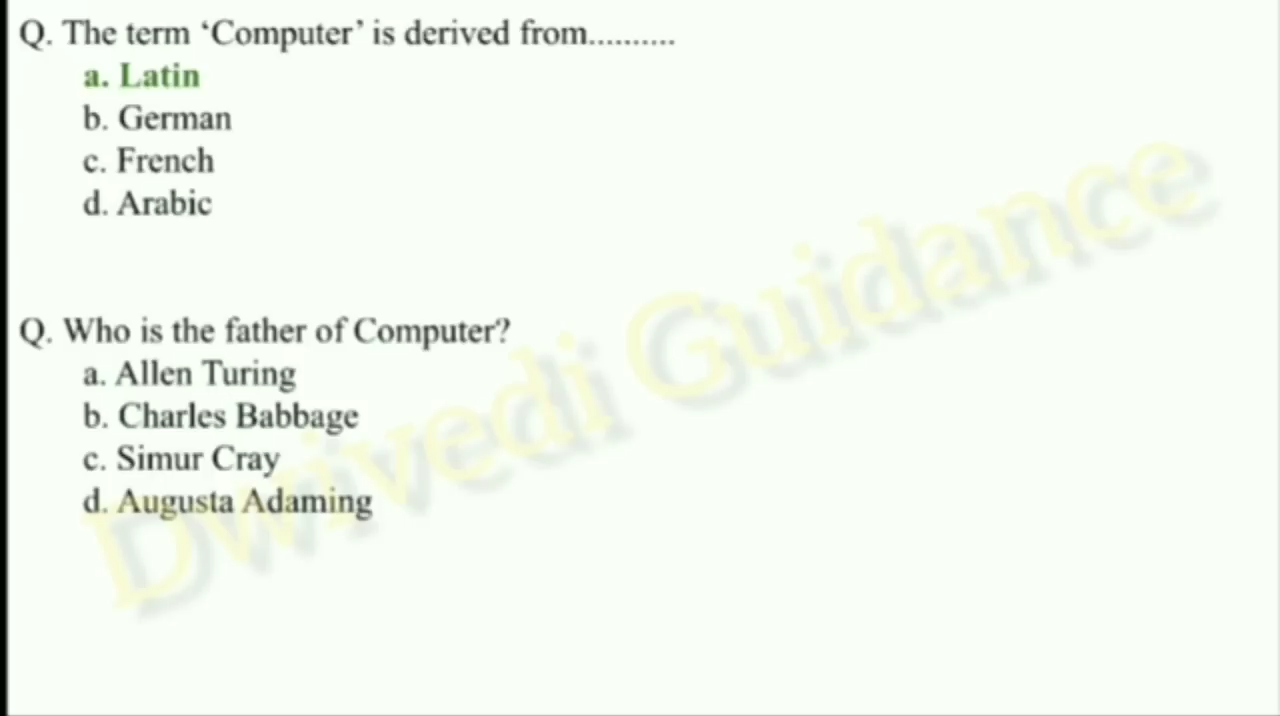 Q. The term ‘Computer’ is derived from..........
a. Latin
b. German
c. French
d. Arabic
Q. Who is the father of Computer?
a. Allen Turing
b. Charles Babbage
c. Simur Cray
d. Augusta Adaming
Dwivedi Guidance